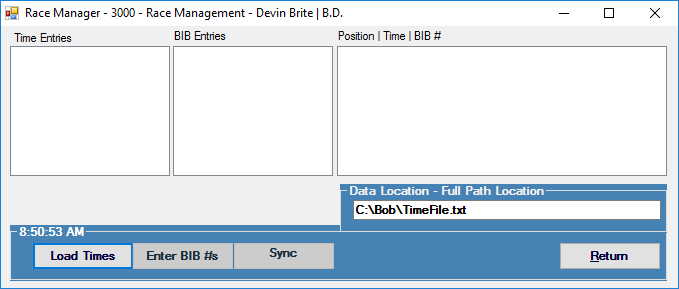 Race Manager - 3000 - Race Management - Devin Brite | B.D.
Time Entries
BIB Entries
Position | Time | BIB #
Data Location - Full Path Location
C:\Bob\TimeFile.txt
8:50:53 AM
Load Times
Enter BIB #s
Sync
Return